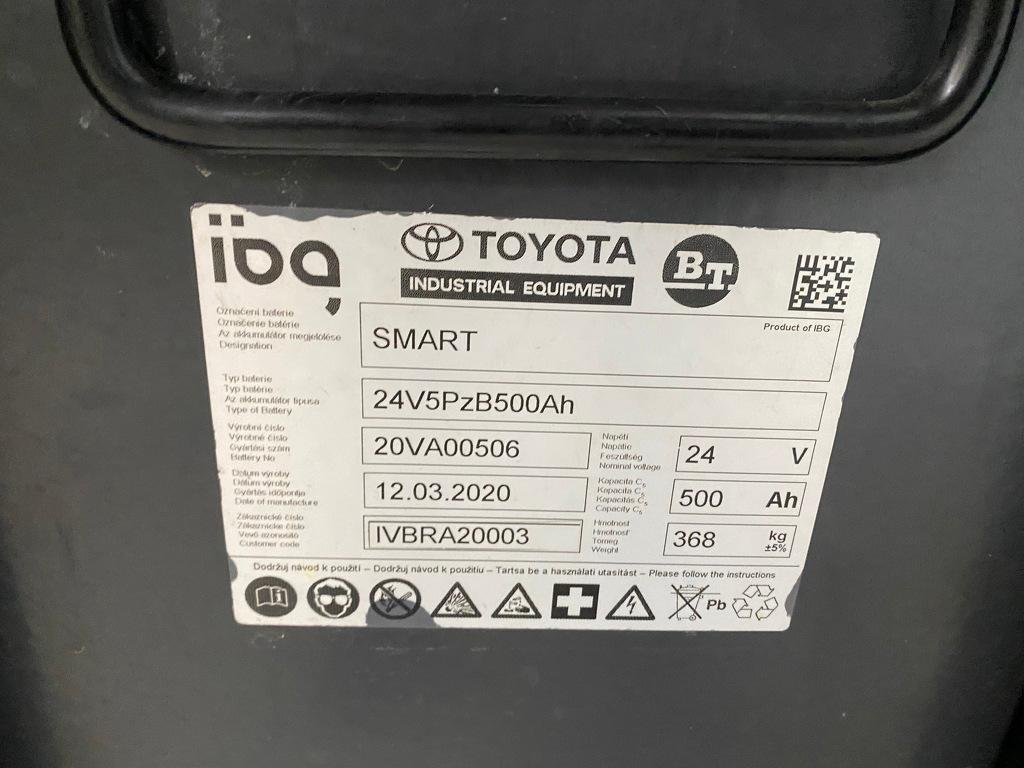 ibg
TOYOTA
INDUSTRIAL EQUIPMENT
BT
Product of IBG
Označení baterie
Označenie batérie
Az akkumulátor megjelölése
Designation
SMART
Typ baterie
Typ batérie
Az akkumulátor típusa
Type of Battery
24V5PzB500Ah
Výrobní číslo
Výrobné číslo
Gyártási szám
Battery No
20VA00506
Napětí
Napätie
Feszültség
Nominal voltage
24 V
Datum výroby
Dátum výroby
Gyártás időpontja
Date of manufacture
12.03.2020
Kapacita C5
Kapacita C5
Kapacitás C5
Capacity C5
500 Ah
Zákaznické číslo
Zákaznícke číslo
Vevő azonosító
Customer code
IVBRA20003
Hmotnost
Hmotnosť
Tömeg
Weight
368 kg ±5%
Dodržuj návod k použití – Dodržuj návod k použitiu – Tartsa be a használati utasítást – Please follow the instructions
Pb